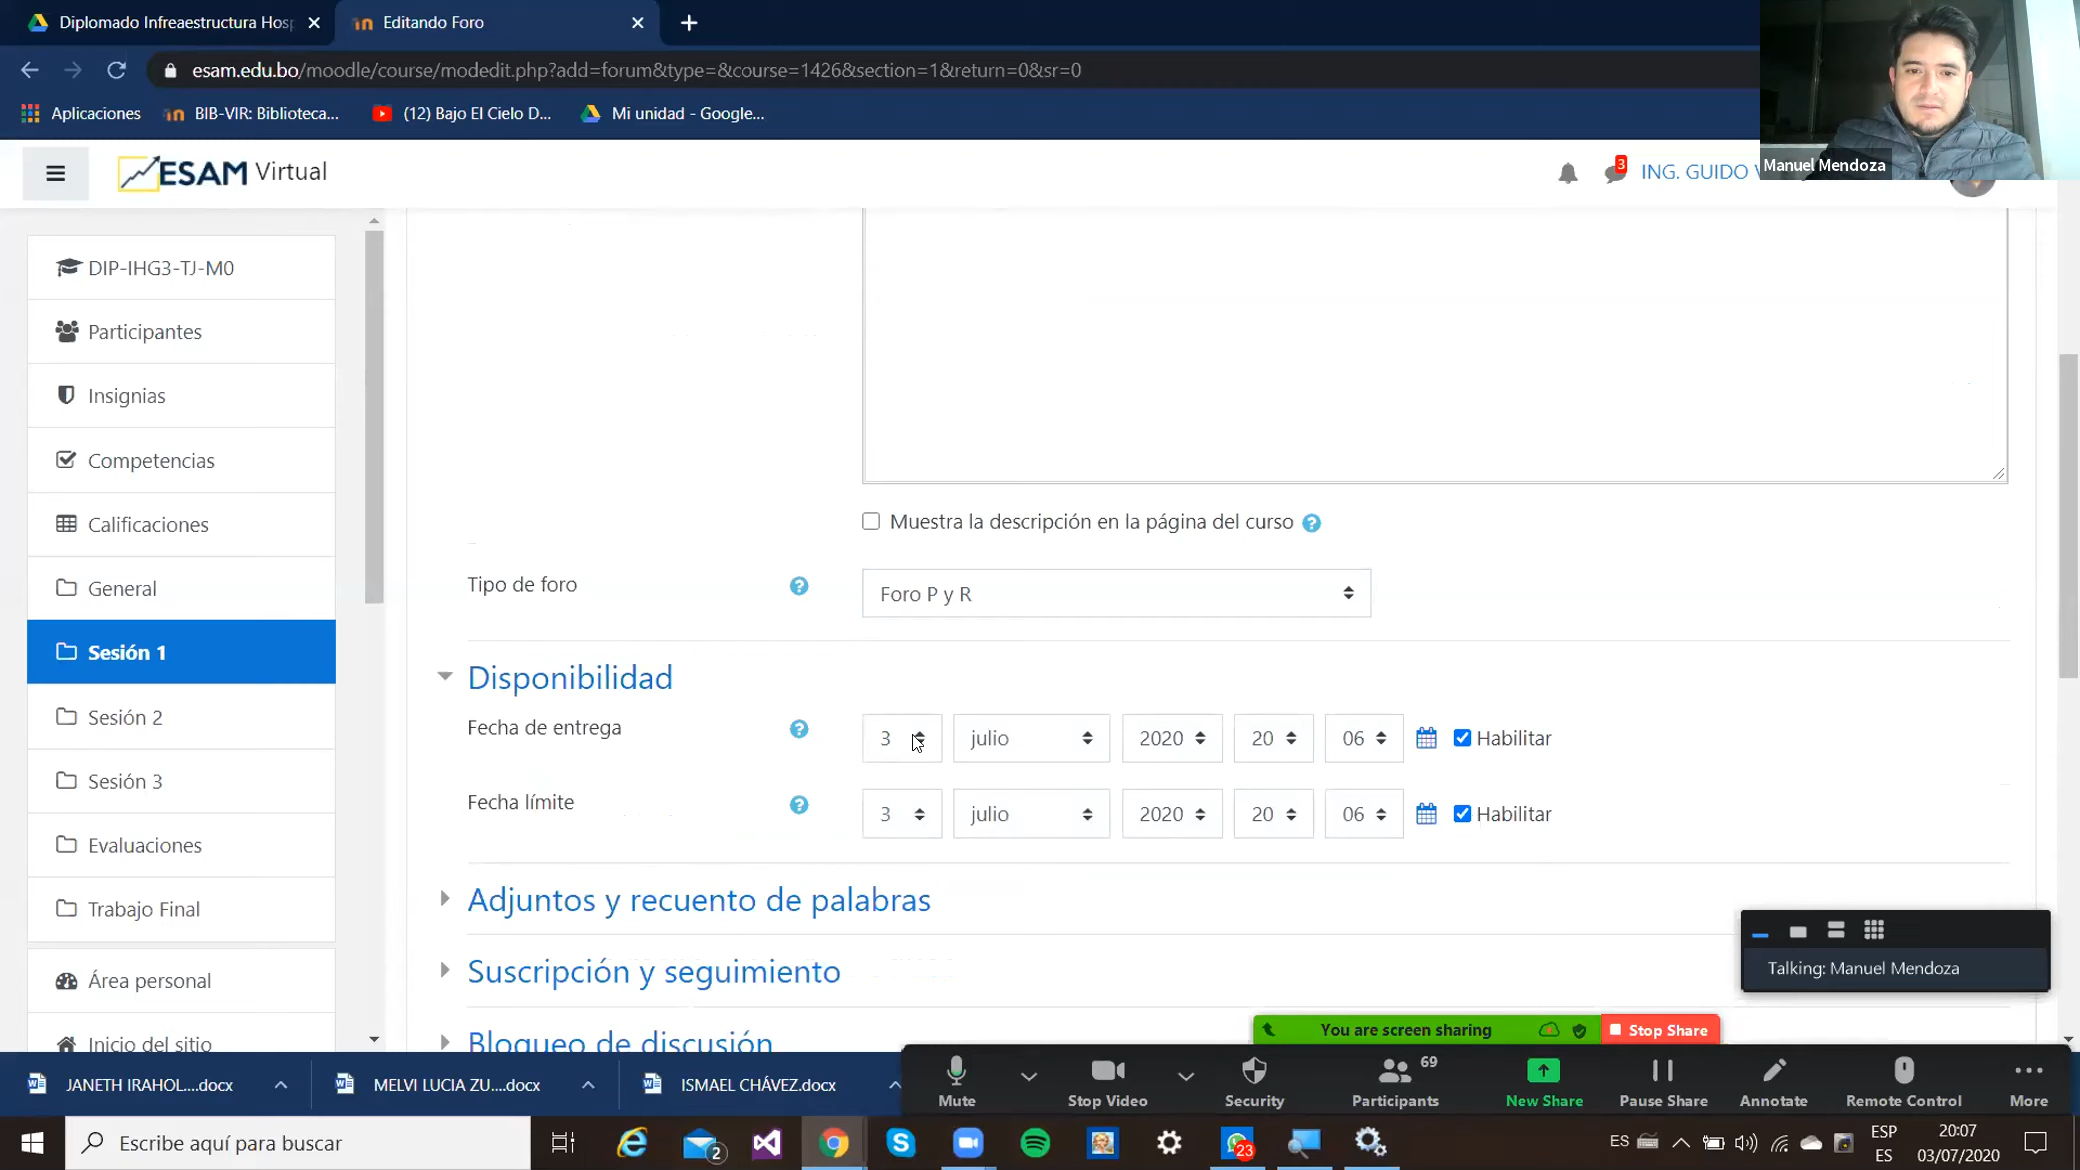 Diplomado Infreaestructura Hosp
Editando Foro
esam.edu.bo/moodle/course/modedit.php?add=forum&type=&course=1426&section=1&return=0&sr=0
Aplicaciones
BIB-VIR: Biblioteca...
(12) Bajo El Cielo D...
Mi unidad - Google...
Manuel Mendoza
ESAM Virtual
3
ING. GUIDO
DIP-IHG3-TJ-M0
Participantes
Insignias
Competencias
Calificaciones
General
Sesión 1
Sesión 2
Sesión 3
Evaluaciones
Trabajo Final
Área personal
Inicio del sitio
Muestra la descripción en la página del curso
Tipo de foro
Foro P y R
Disponibilidad
Fecha de entrega
3 julio 2020 20 06 Habilitar
Fecha límite
3 julio 2020 20 06 Habilitar
Adjuntos y recuento de palabras
Suscripción y seguimiento
Bloqueo de discusión
Talking: Manuel Mendoza
You are screen sharing
Stop Share
JANETH IRAHOL....docx
MELVI LUCIA ZU....docx
ISMAEL CHÁVEZ.docx
Mute
Stop Video
Security
Participants
69
New Share
Pause Share
Annotate
Remote Control
More
Escribe aquí para buscar
2
23
ES
ESP
ES
20:07
03/07/2020